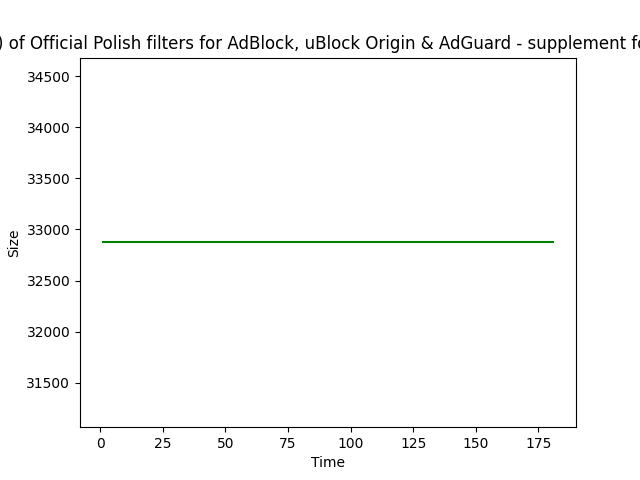 ) of Official Polish filters for AdBlock, uBlock Origin & AdGuard - supplement fo
34500
34000
33500
33000
32500
32000
31500
Size
0 25 50 75 100 125 150 175
Time